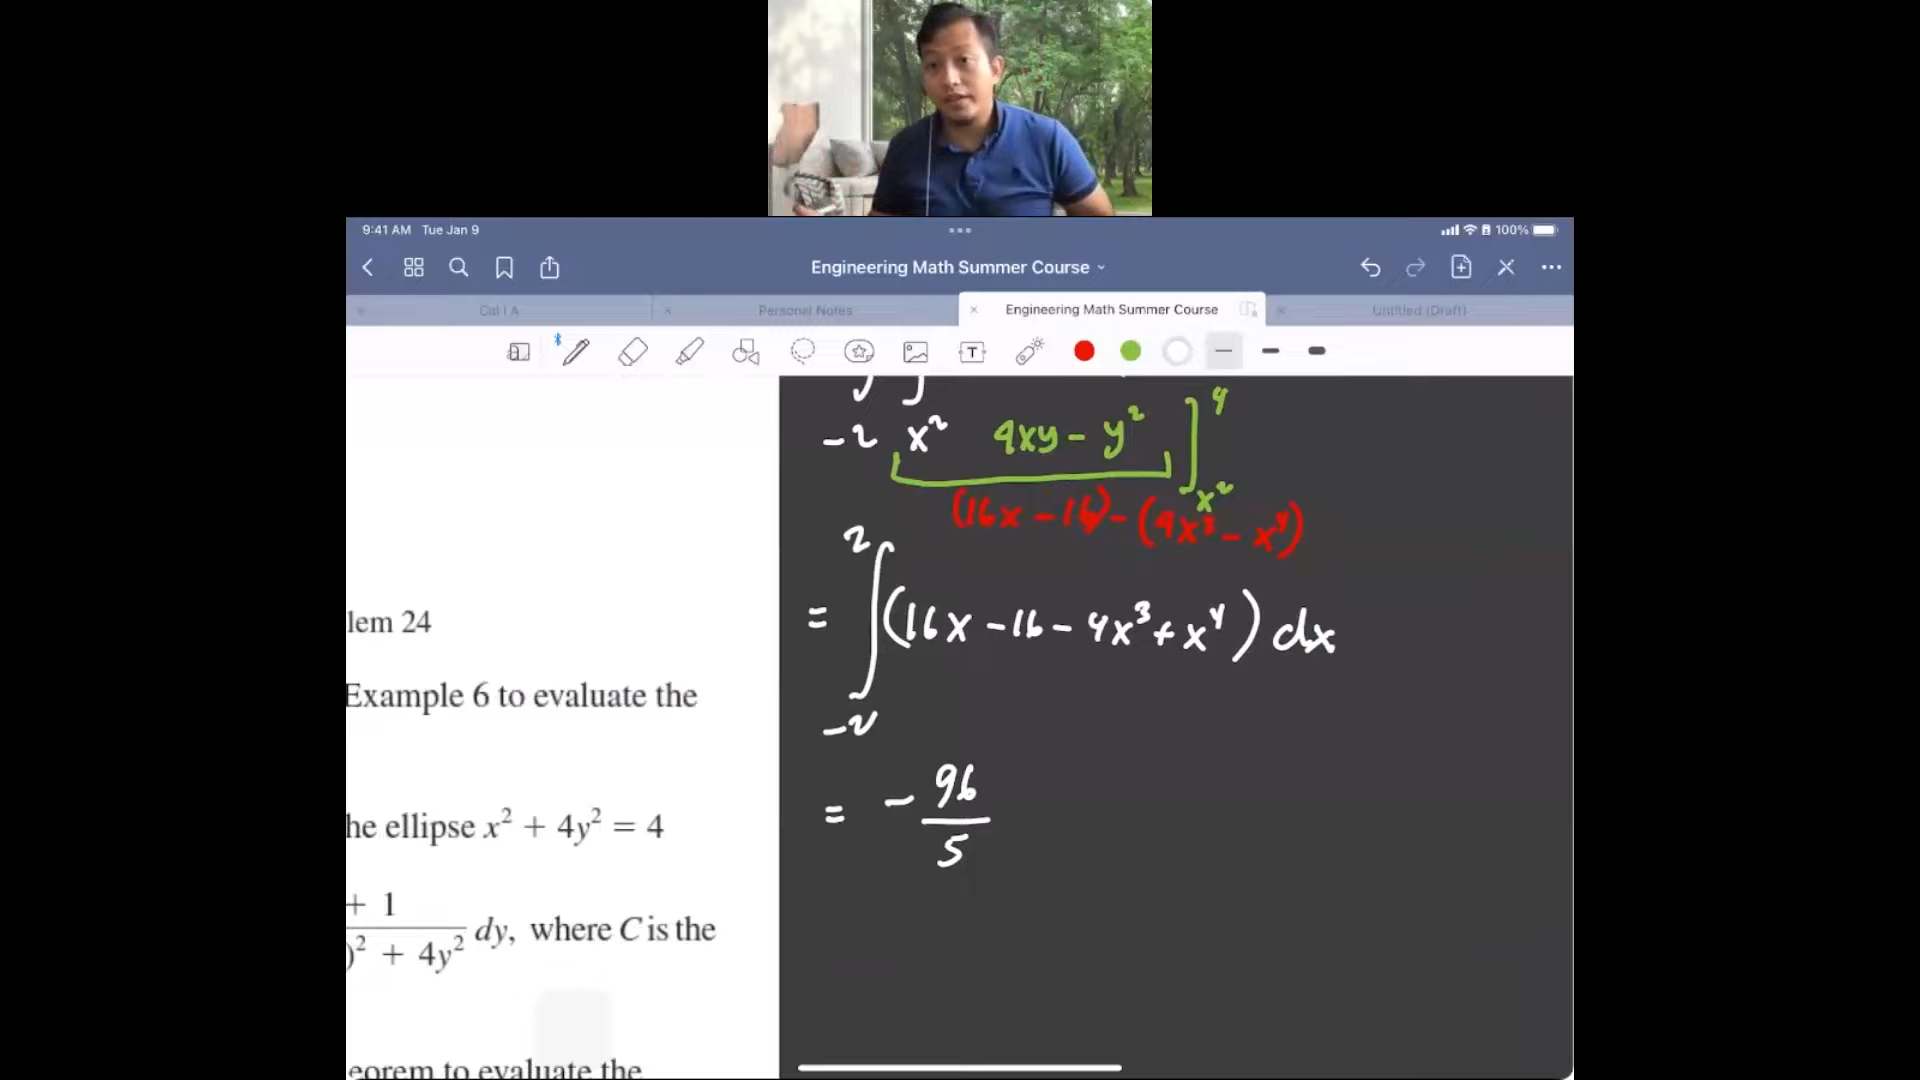 9:41 AM Tue Jan 9
100%
Engineering Math Summer Course
Cal I A
Personal Notes
Engineering Math Summer Course
Untitled (Draft)
T
-2 x² 4xy - y² ]⁴ₓ²
(16x - 16) - (4x³ - x⁴)
2
= ∫ (16x - 16 - 4x³ + x⁴) dx
-2
= - 96/5
lem 24
Example 6 to evaluate the
he ellipse x² + 4y² = 4
+ 1
)² + 4y² dy, where C is the
eorem to evaluate the